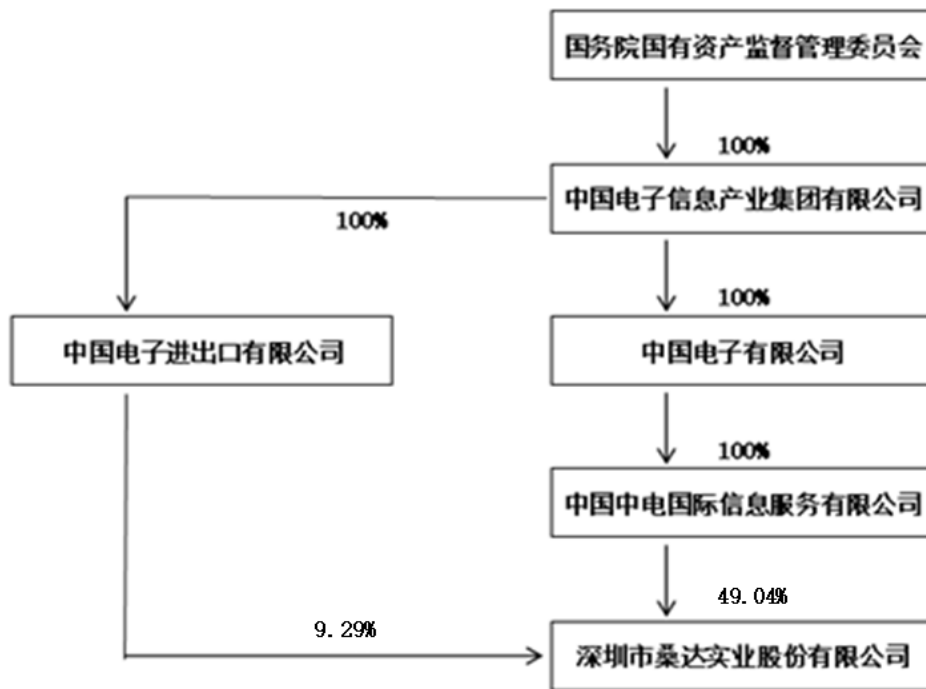 国务院国有资产监督管理委员会
100%
中国电子信息产业集团有限公司
100%
100%
中国电子进出口有限公司
中国电子有限公司
100%
中国中电国际信息服务有限公司
49.04%
9.29%
深圳市桑达实业股份有限公司